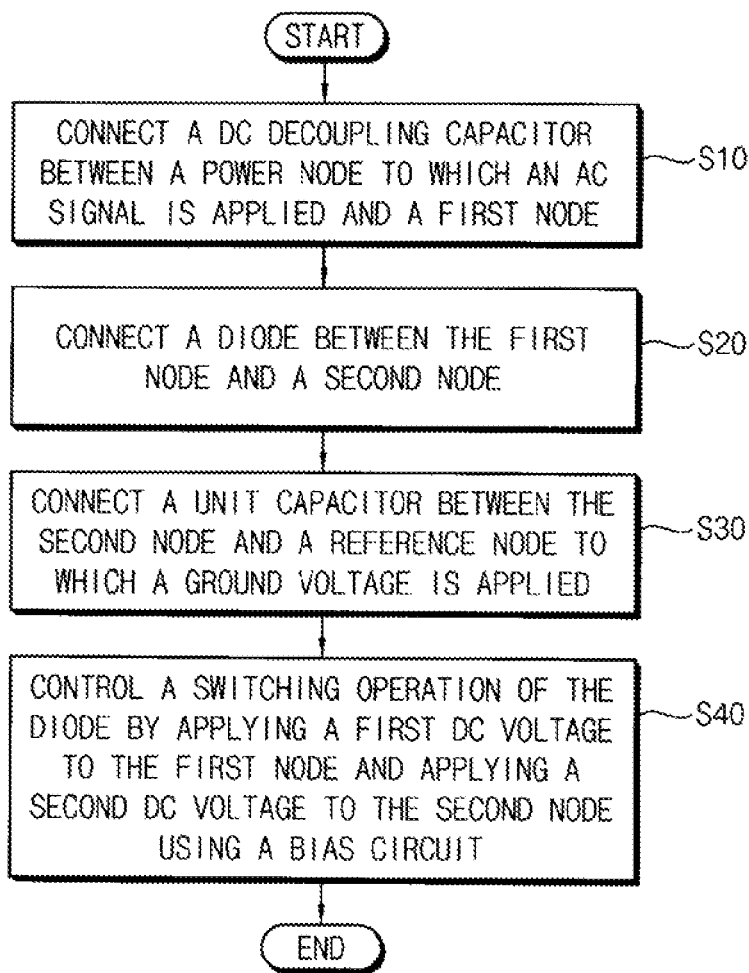 START
CONNECT A DC DECOUPLING CAPACITOR
BETWEEN A POWER NODE TO WHICH AN AC
SIGNAL IS APPLIED AND A FIRST NODE
S10
CONNECT A DIODE BETWEEN THE FIRST
NODE AND A SECOND NODE
S20
CONNECT A UNIT CAPACITOR BETWEEN THE
SECOND NODE AND A REFERENCE NODE TO
WHICH A GROUND VOLTAGE IS APPLIED
S30
CONTROL A SWITCHING OPERATION OF THE
DIODE BY APPLYING A FIRST DC VOLTAGE
TO THE FIRST NODE AND APPLYING A
SECOND DC VOLTAGE TO THE SECOND NODE
USING A BIAS CIRCUIT
S40
END